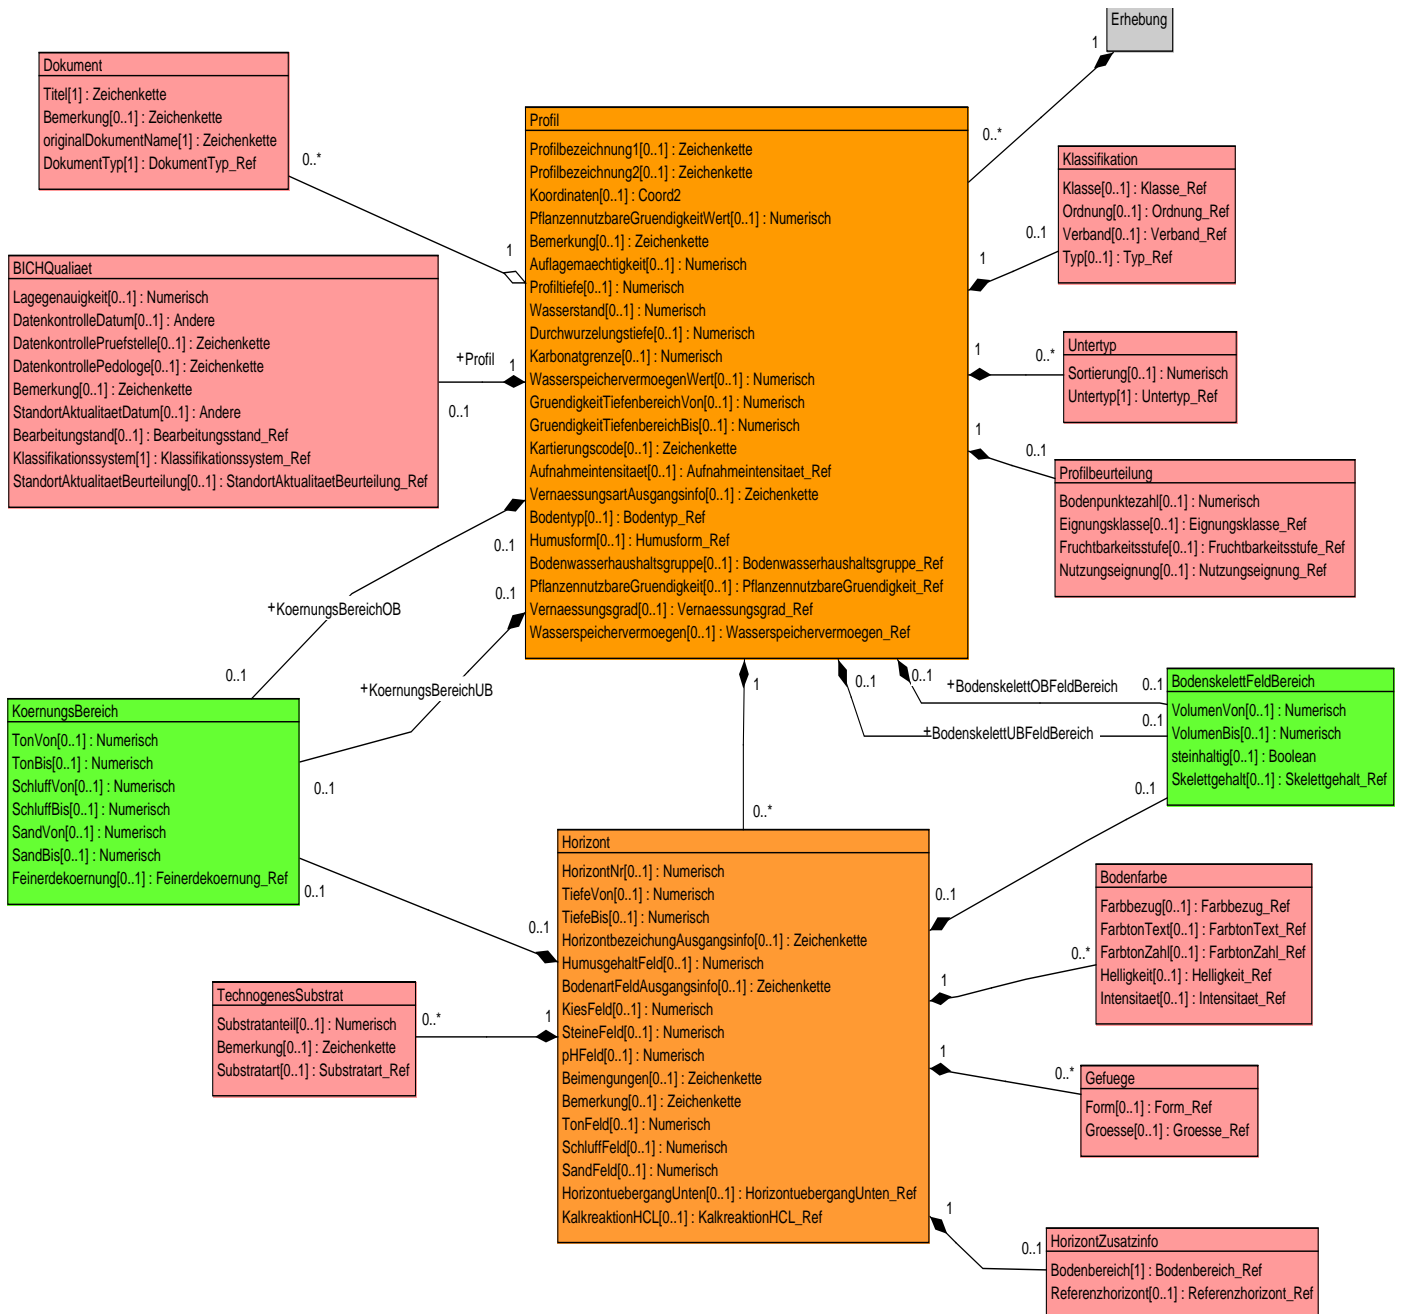 Erhebung
1
0..*
Dokument
Titel[1] : Zeichenkette
Bemerkung[0..1] : Zeichenkette
originalDokumentName[1] : Zeichenkette
DokumentTyp[1] : DokumentTyp_Ref
0..*
1
Profil
Profilbezeichnung1[0..1] : Zeichenkette
Profilbezeichnung2[0..1] : Zeichenkette
Koordinaten[0..1] : Coord2
PflanzennutzbareGruendigkeitWert[0..1] : Numerisch
Bemerkung[0..1] : Zeichenkette
Auflagemaechtigkeit[0..1] : Numerisch
Profiltiefe[0..1] : Numerisch
Wasserstand[0..1] : Numerisch
Durchwurzelungstiefe[0..1] : Numerisch
Karbonatgrenze[0..1] : Numerisch
WasserspeichervermoegenWert[0..1] : Numerisch
GruendigkeitTiefenbereichVon[0..1] : Numerisch
GruendigkeitTiefenbereichBis[0..1] : Numerisch
Kartierungscode[0..1] : Zeichenkette
Aufnahmeintensitaet[0..1] : Aufnahmeintensitaet_Ref
VernaessungsartAusgangsinfo[0..1] : Zeichenkette
Bodentyp[0..1] : Bodentyp_Ref
Humusform[0..1] : Humusform_Ref
Bodenwasserhaushaltsgruppe[0..1] : Bodenwasserhaushaltsgruppe_Ref
PflanzennutzbareGruendigkeit[0..1] : PflanzennutzbareGruendigkeit_Ref
Vernaessungsgrad[0..1] : Vernaessungsgrad_Ref
Wasserspeichervermoegen[0..1] : Wasserspeichervermoegen_Ref
Klassifikation
Klasse[0..1] : Klasse_Ref
Ordnung[0..1] : Ordnung_Ref
Verband[0..1] : Verband_Ref
Typ[0..1] : Typ_Ref
0..1
1
BICHQualiaet
Lagegenauigkeit[0..1] : Numerisch
DatenkontrolleDatum[0..1] : Andere
DatenkontrollePruefstelle[0..1] : Zeichenkette
DatenkontrollePedologe[0..1] : Zeichenkette
Bemerkung[0..1] : Zeichenkette
StandortAktualitaetDatum[0..1] : Andere
Bearbeitungstand[0..1] : Bearbeitungsstand_Ref
Klassifikationssystem[1] : Klassifikationssystem_Ref
StandortAktualitaetBeurteilung[0..1] : StandortAktualitaetBeurteilung_Ref
+Profil
1
0..1
Untertyp
Sortierung[0..1] : Numerisch
Untertyp[1] : Untertyp_Ref
1
0..*
Profilbeurteilung
Bodenpunktezahl[0..1] : Numerisch
Eignungsklasse[0..1] : Eignungsklasse_Ref
Fruchtbarkeitsstufe[0..1] : Fruchtbarkeitsstufe_Ref
Nutzungseignung[0..1] : Nutzungseignung_Ref
1
0..1
0..1
+KoernungsBereichOB
0..1
0..1
+KoernungsBereichUB
0..1
KoernungsBereich
TonVon[0..1] : Numerisch
TonBis[0..1] : Numerisch
SchluffVon[0..1] : Numerisch
SchluffBis[0..1] : Numerisch
SandVon[0..1] : Numerisch
SandBis[0..1] : Numerisch
Feinerdekoernung[0..1] : Feinerdekoernung_Ref
0..1
0..1
1
0..*
0..1
0..1
+BodenskelettOBFeldBereich
0..1
+BodenskelettUBFeldBereich
0..1
BodenskelettFeldBereich
VolumenVon[0..1] : Numerisch
VolumenBis[0..1] : Numerisch
steinhaltig[0..1] : Boolean
Skelettgehalt[0..1] : Skelettgehalt_Ref
0..1
0..1
Horizont
HorizontNr[0..1] : Numerisch
TiefeVon[0..1] : Numerisch
TiefeBis[0..1] : Numerisch
HorizontbezeichungAusgangsinfo[0..1] : Zeichenkette
HumusgehaltFeld[0..1] : Numerisch
BodenartFeldAusgangsinfo[0..1] : Zeichenkette
KiesFeld[0..1] : Numerisch
SteineFeld[0..1] : Numerisch
pHFeld[0..1] : Numerisch
Beimengungen[0..1] : Zeichenkette
Bemerkung[0..1] : Zeichenkette
TonFeld[0..1] : Numerisch
SchluffFeld[0..1] : Numerisch
SandFeld[0..1] : Numerisch
HorizontuebergangUnten[0..1] : HorizontuebergangUnten_Ref
KalkreaktionHCL[0..1] : KalkreaktionHCL_Ref
Bodenfarbe
Farbbezug[0..1] : Farbbezug_Ref
FarbtonText[0..1] : FarbtonText_Ref
FarbtonZahl[0..1] : FarbtonZahl_Ref
Helligkeit[0..1] : Helligkeit_Ref
Intensitaet[0..1] : Intensitaet_Ref
0..*
1
TechnogenesSubstrat
Substratanteil[0..1] : Numerisch
Bemerkung[0..1] : Zeichenkette
Substratart[0..1] : Substratart_Ref
0..*
1
Gefuege
Form[0..1] : Form_Ref
Groesse[0..1] : Groesse_Ref
1
0..*
HorizontZusatzinfo
Bodenbereich[1] : Bodenbereich_Ref
Referenzhorizont[0..1] : Referenzhorizont_Ref
1
0..1